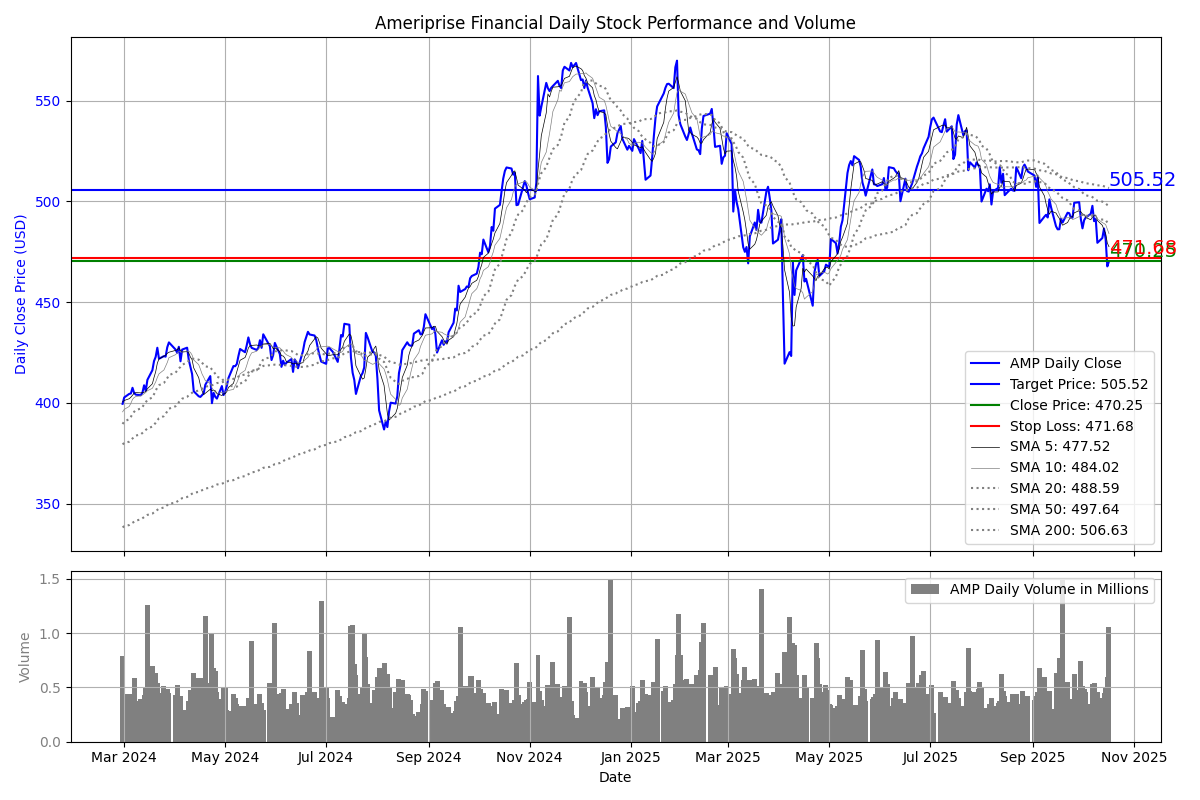 Ameriprise Financial Daily Stock Performance and Volume
Daily Close Price (USD)
550
500
450
400
350
505.52
471.68
470.25
AMP Daily Close
Target Price: 505.52
Close Price: 470.25
Stop Loss: 471.68
SMA 5: 477.52
SMA 10: 484.02
SMA 20: 488.59
SMA 50: 497.64
SMA 200: 506.63
Volume
1.5
1.0
0.5
0.0
AMP Daily Volume in Millions
Mar 2024
May 2024
Jul 2024
Sep 2024
Nov 2024
Jan 2025
Mar 2025
May 2025
Jul 2025
Sep 2025
Nov 2025
Date